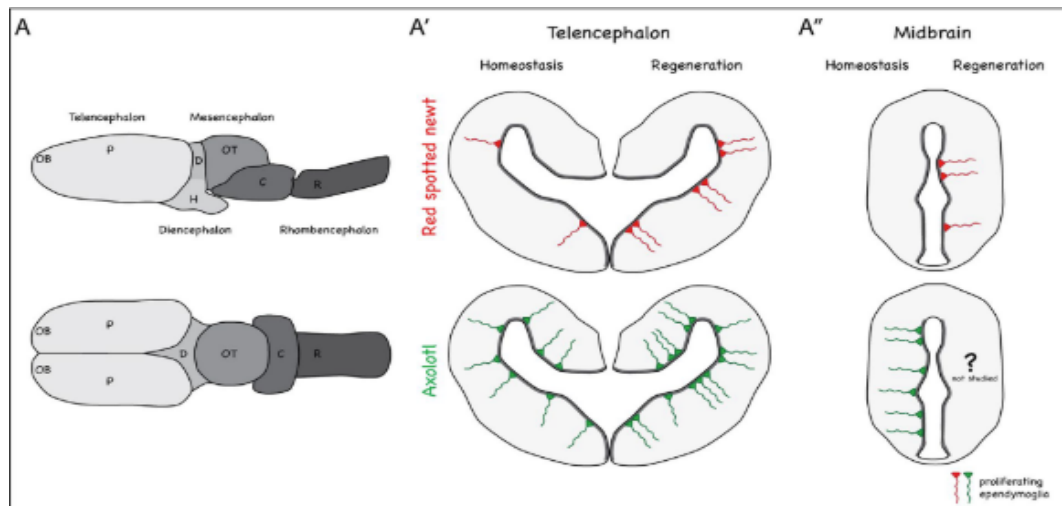 A
Telencephalon
Mesencephalon
OB
P
D
OT
C
R
H
Diencephalon
Rhombencephalon
OB
P
OB
P
D
OT
C
R
A'
Telencephalon
Homeostasis
Regeneration
Red spotted newt
Axolotl
A"
Midbrain
Homeostasis
Regeneration
?
not studied
proliferating
ependymoglia